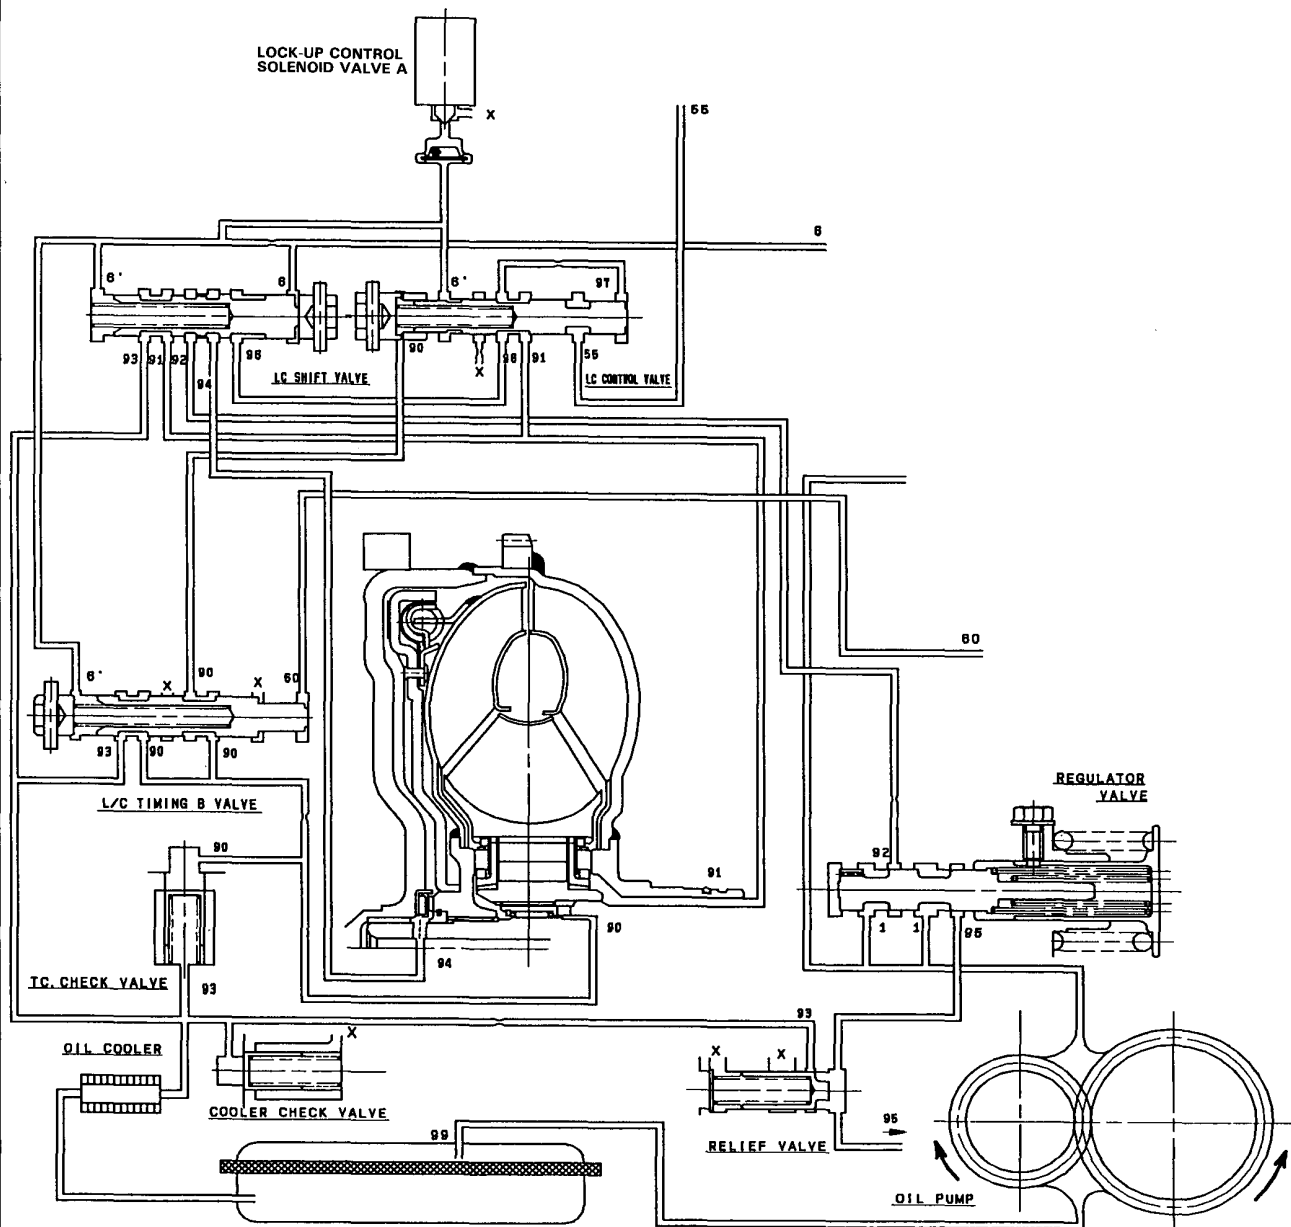 LOCK-UP CONTROL
SOLENOID VALVE A
X
55
6
6'
6
6'
97
93
91
92
94
96
90
X
96
91
55
LC SHIFT VALVE
LC CONTROL VALVE
60
6'
X
90
X
60
93
90
90
L/C TIMING B VALVE
REGULATOR
VALVE
92
91
1
1
95
90
90
94
TC. CHECK VALVE
93
93
OIL COOLER
X
X
X
COOLER CHECK VALVE
95
RELIEF VALVE
99
OIL PUMP